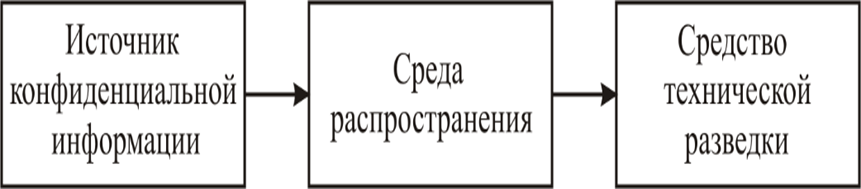 Источник
конфиденциальной
информации
Среда
распространения
Средство
технической
разведки